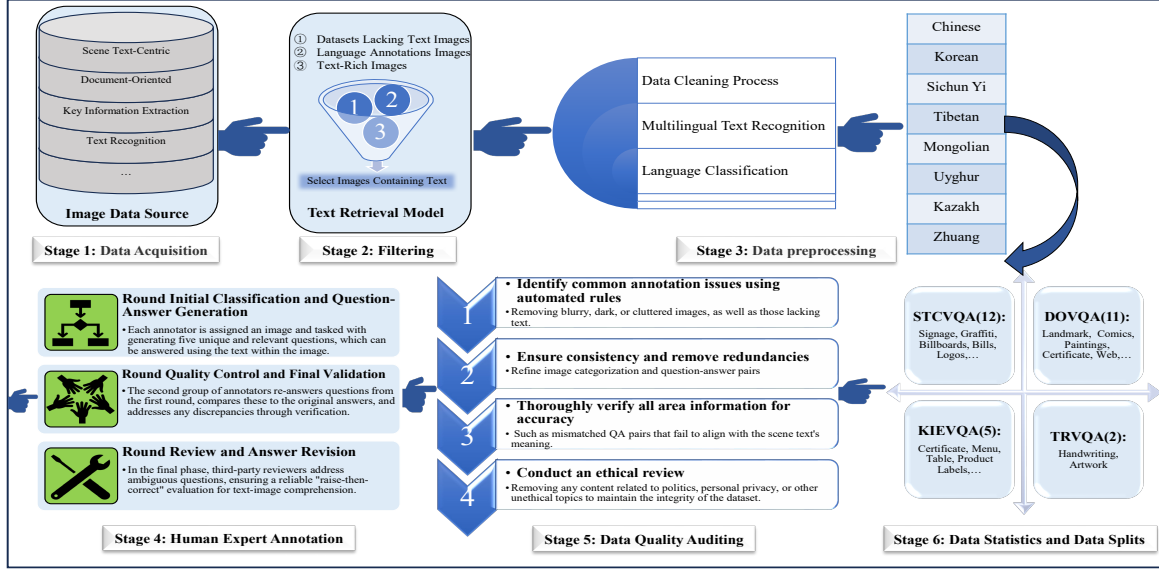 Scene Text-Centric
Document-Oriented
Key Information Extraction
Text Recognition
...
Image Data Source
Stage 1: Data Acquisition
① Datasets Lacking Text Images
② Language Annotations Images
③ Text-Rich Images
1
2
3
Select Images Containing Text
Text Retrieval Model
Stage 2: Filtering
Data Cleaning Process
Multilingual Text Recognition
Language Classification
Stage 3: Data preprocessing
Chinese
Korean
Sichun Yi
Tibetan
Mongolian
Uyghur
Kazakh
Zhuang
Round Initial Classification and Question-
Answer Generation
• Each annotator is assigned an image and tasked with
generating five unique and relevant questions, which can
be answered using the text within the image.
Round Quality Control and Final Validation
• The second group of annotators re-answers questions from
the first round, compares these to the original answers, and
addresses any discrepancies through verification.
Round Review and Answer Revision
• In the final phase, third-party reviewers address
ambiguous questions, ensuring a reliable "raise-then-
correct" evaluation for text-image comprehension.
Stage 4: Human Expert Annotation
1
• Identify common annotation issues using
automated rules
• Removing blurry, dark, or cluttered images, as well as those lacking
text.
2
• Ensure consistency and remove redundancies
• Refine image categorization and question-answer pairs
3
• Thoroughly verify all area information for
accuracy
• Such as mismatched QA pairs that fail to align with the scene text's
meaning.
4
• Conduct an ethical review
• Removing any content related to politics, personal privacy, or other
unethical topics to maintain the integrity of the dataset.
Stage 5: Data Quality Auditing
STCVQA(12):
Signage, Graffiti,
Billboards, Bills,
Logos,...
DOVQA(11):
Landmark, Comics,
Paintings,
Certificate, Web,...
KIEVQA(5):
Certificate, Menu,
Table, Product
Labels,...
TRVQA(2):
Handwriting,
Artwork
Stage 6: Data Statistics and Data Splits